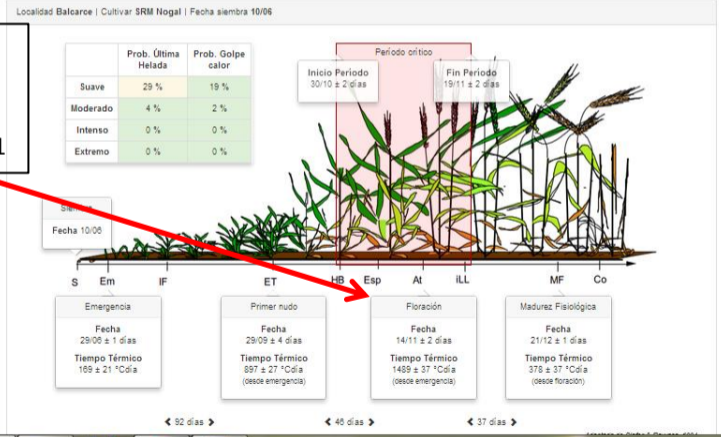 Localidad Balcarce | Cultivar SRM Nogal | Fecha siembra 10/06
Prob. Última Helada Prob. Golpe calor
Suave 29 % 19 %
Moderado 4 % 2 %
Intenso 0 % 0 %
Extremo 0 % 0 %
Período crítico
Inicio Periodo
30/10 ± 2 días
Fin Periodo
19/11 ± 2 días
1
Fecha 10/06
S Em IF ET HB Esp At iLL MF Co
Emergencia
Fecha
29/06 ± 1 días
Tiempo Térmico
169 ± 21 °Cdía
Primer nudo
Fecha
29/09 ± 4 días
Tiempo Térmico
897 ± 27 °Cdía
(desde emergencia)
Floración
Fecha
14/11 ± 2 días
Tiempo Térmico
1489 ± 37 °Cdía
(desde emergencia)
Madurez Fisiológica
Fecha
21/12 ± 1 días
Tiempo Térmico
378 ± 37 °Cdía
(desde floración)
❮ 92 días ❯ ❮ 46 días ❯ ❮ 37 días ❯